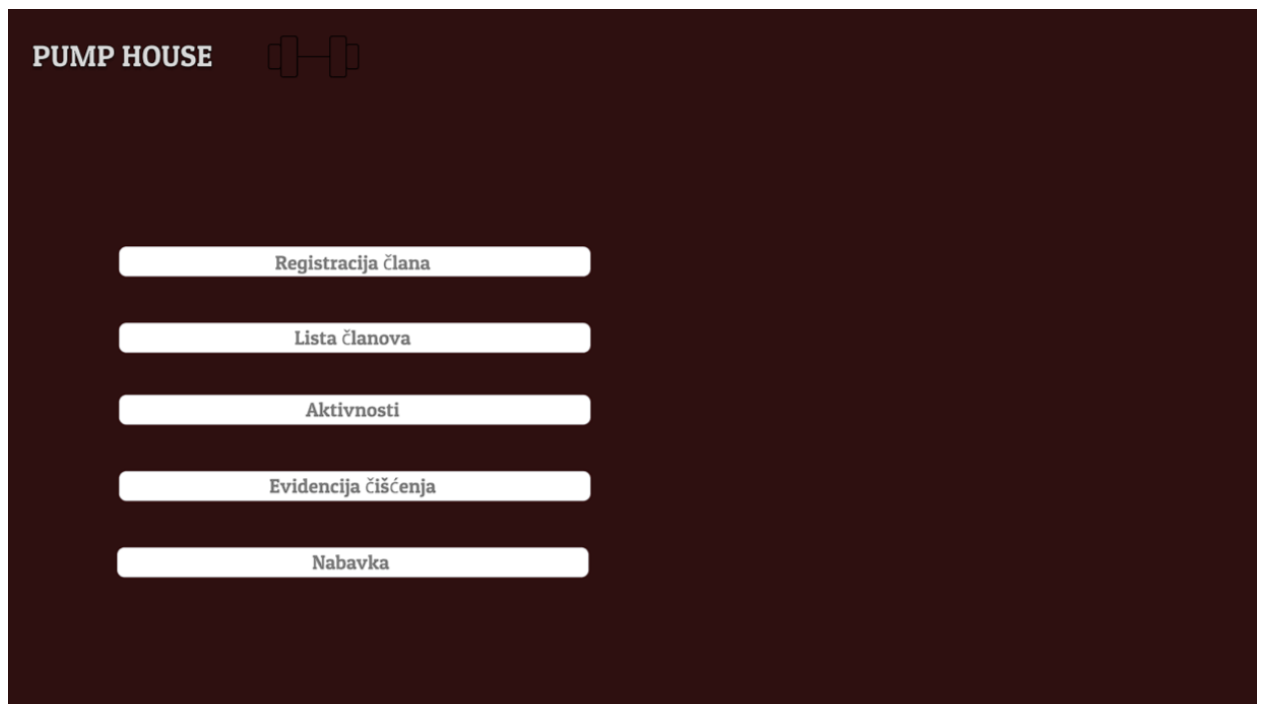 PUMP HOUSE
Registracija člana
Lista članova
Aktivnosti
Evidencija čišćenja
Nabavka